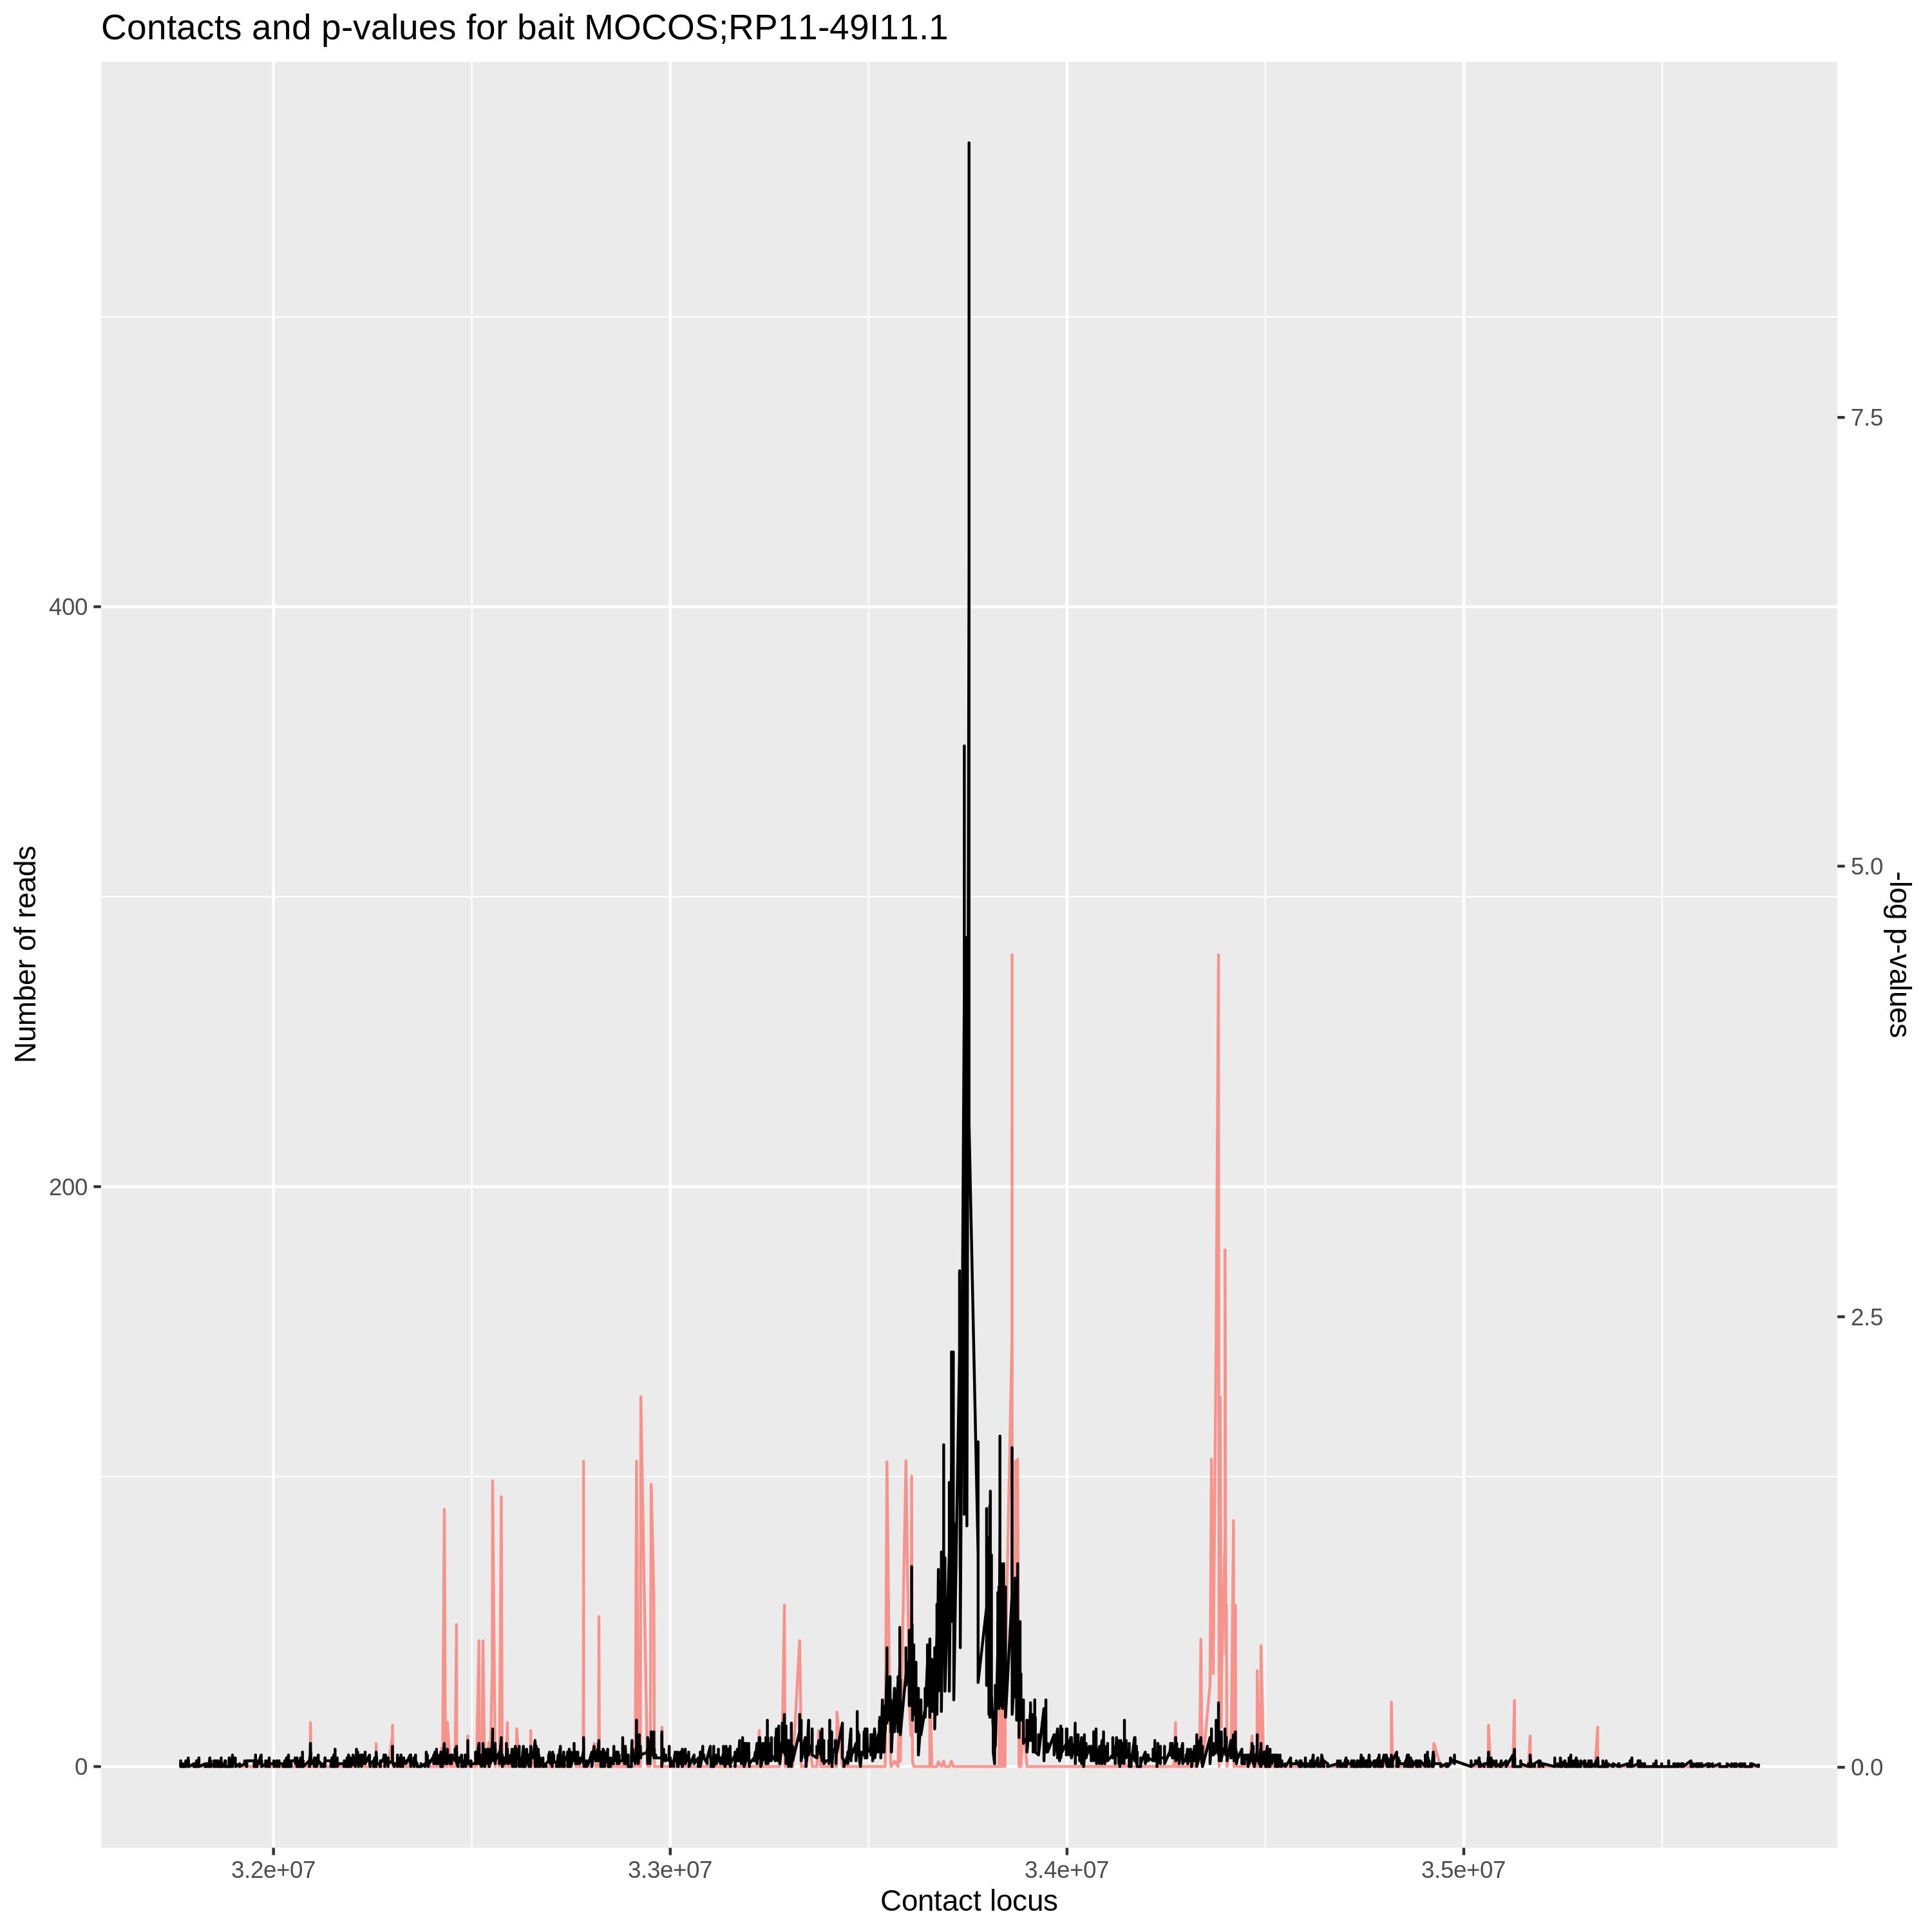 Contacts and p-values for bait MOCOS;RP11-49I11.1
Number of reads
400
200
0
7.5
5.0
2.5
0.0
-log p-values
3.2e+07
3.3e+07
3.4e+07
3.5e+07
Contact locus